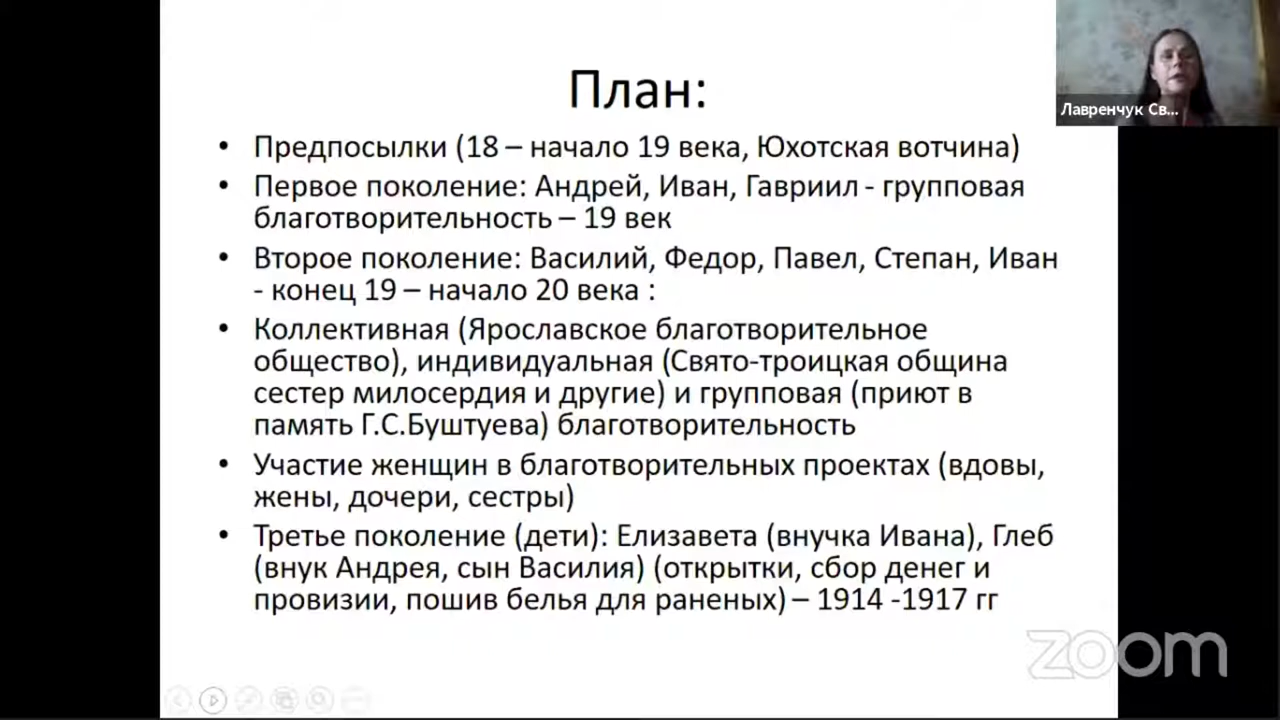 План:
Лавренчук Св...
• Предпосылки (18 – начало 19 века, Юхотская вотчина)
• Первое поколение: Андрей, Иван, Гавриил - групповая
благотворительность – 19 век
• Второе поколение: Василий, Федор, Павел, Степан, Иван
- конец 19 – начало 20 века :
• Коллективная (Ярославское благотворительное
общество), индивидуальная (Свято-троицкая община
сестер милосердия и другие) и групповая (приют в
память Г.С.Буштуева) благотворительность
• Участие женщин в благотворительных проектах (вдовы,
жены, дочери, сестры)
• Третье поколение (дети): Елизавета (внучка Ивана), Глеб
(внук Андрея, сын Василия) (открытки, сбор денег и
провизии, пошив белья для раненых) – 1914 -1917 гг
zoom